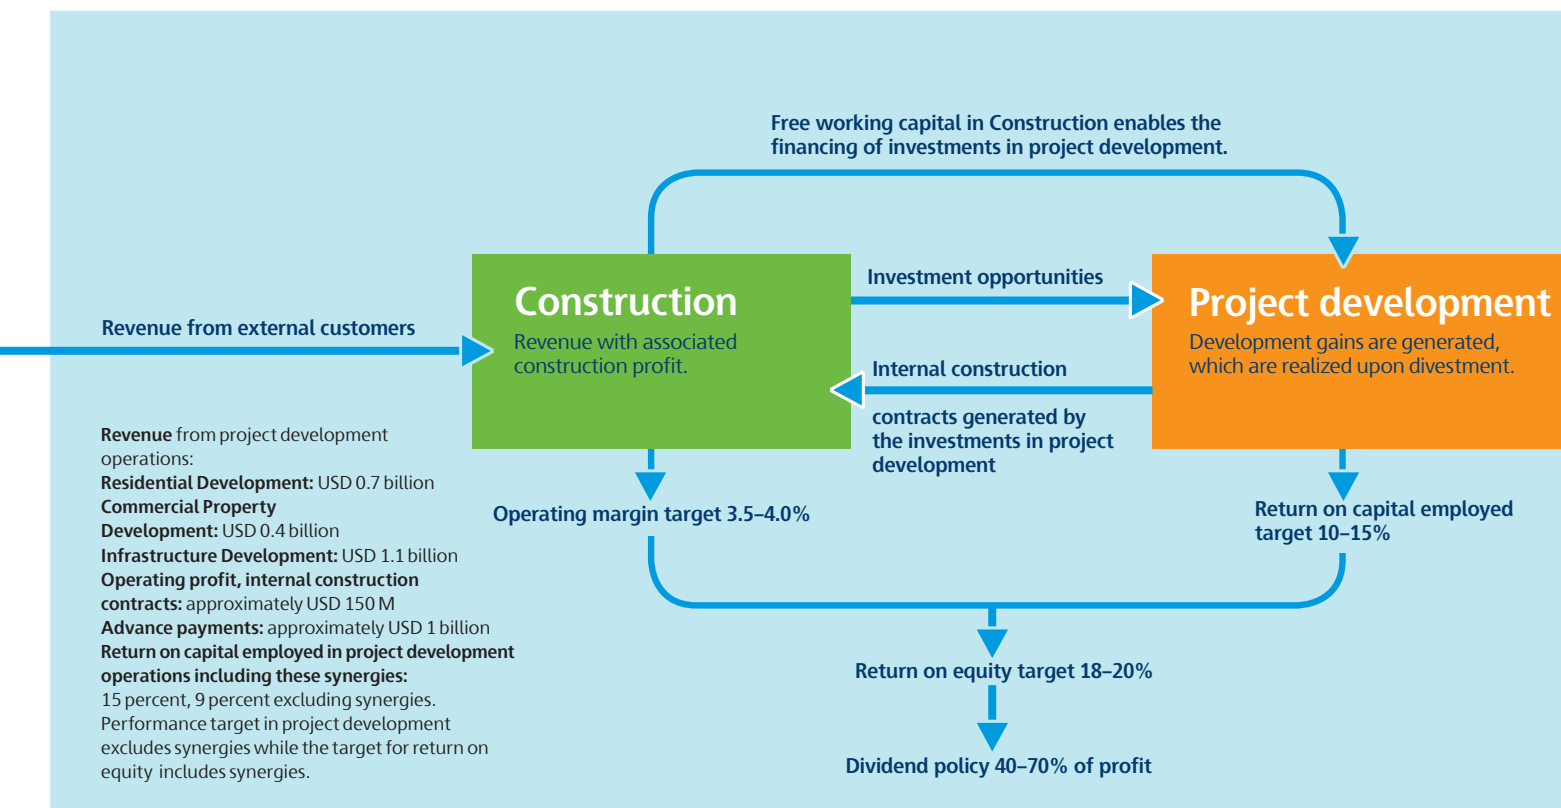 Free working capital in Construction enables the
financing of investments in project development.
Revenue from external customers
Construction
Revenue with associated
construction profit.
Investment opportunities
Internal construction
contracts generated by
the investments in project
development
Project development
Development gains are generated,
which are realized upon divestment.
Revenue from project development
operations:
Residential Development: USD 0.7 billion
Commercial Property
Development: USD 0.4 billion
Infrastructure Development: USD 1.1 billion
Operating profit, internal construction
contracts: approximately USD 150 M
Advance payments: approximately USD 1 billion
Return on capital employed in project development
operations including these synergies:
15 percent, 9 percent excluding synergies.
Performance target in project development
excludes synergies while the target for return on
equity includes synergies.
Operating margin target 3.5–4.0%
Return on capital employed
target 10–15%
Return on equity target 18–20%
Dividend policy 40–70% of profit